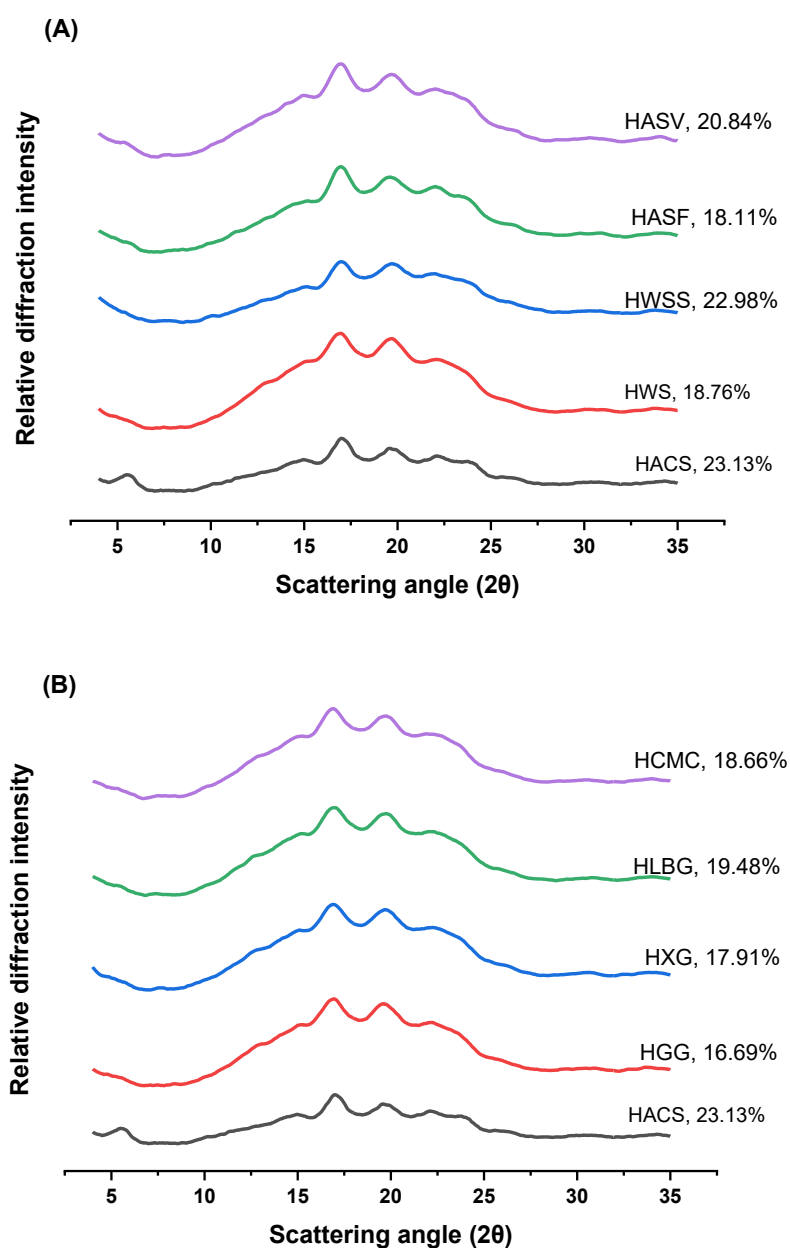 (A)
Relative diffraction intensity
HASV, 20.84%
HASF, 18.11%
HWSS, 22.98%
HWS, 18.76%
HACS, 23.13%
5 10 15 20 25 30 35
Scattering angle (2θ)
(B)
Relative diffraction intensity
HCMC, 18.66%
HLBG, 19.48%
HXG, 17.91%
HGG, 16.69%
HACS, 23.13%
5 10 15 20 25 30 35
Scattering angle (2θ)